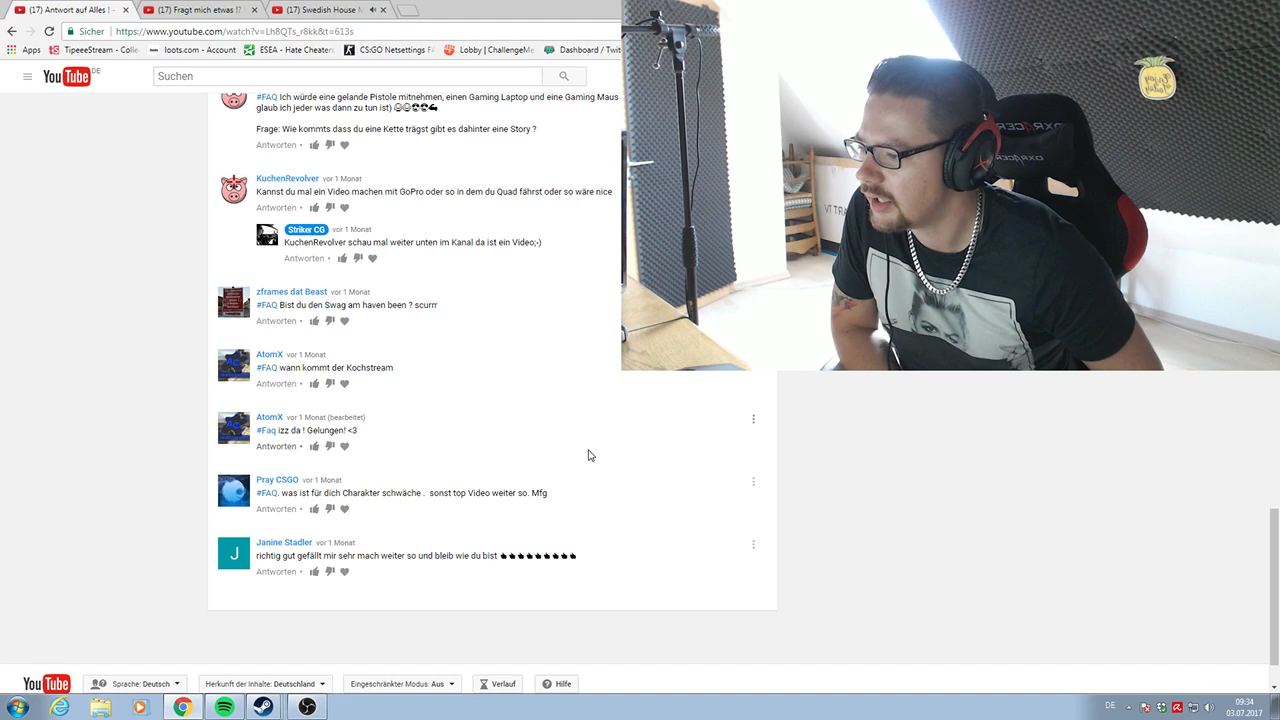 (17) Antwort auf Alles ! -
(17) Fragt mich etwas !?
(17) Swedish House M
Sicher
https://www.youtube.com/watch?v=Lh8QTs_r8kk&t=613s
Apps
TipeeeStream - Colle
loots.com - Account
ESEA - Hate Cheaters
CS:GO Netsettings F
Lobby | ChallengeMe
Dashboard / Twitch
YouTube DE
Suchen
#FAQ Ich würde eine gelande Pistole mitnehmen, einen Gaming Laptop und eine Gaming Maus
glaub ich jeder was dann zu tun ist)
Frage: Wie kommts dass du eine Kette trägst gibt es dahinter eine Story ?
Antworten •
KuchenRevolver vor 1 Monat
Kannst du mal ein Video machen mit GoPro oder so in dem du Quad fährst oder so wäre nice
Antworten •
Striker CG vor 1 Monat
KuchenRevolver schau mal weiter unten im Kanal da ist ein Video;-)
Antworten •
zframes dat Beast vor 1 Monat
#FAQ Bist du den Swag am haven been ? scurrr
Antworten •
AtomX vor 1 Monat
#FAQ wann kommt der Kochstream
Antworten •
AtomX vor 1 Monat (bearbeitet)
#Faq izz da ! Gelungen! <3
Antworten •
Pray CSGO vor 1 Monat
#FAQ. was ist für dich Charakter schwäche . sonst top Video weiter so. Mfg
Antworten •
J
Janine Stadler vor 1 Monat
richtig gut gefällt mir sehr mach weiter so und bleib wie du bist
Antworten •
YouTube
Sprache: Deutsch
Herkunft der Inhalte: Deutschland
Eingeschränkter Modus: Aus
Verlauf
Hilfe
DE
09:34
03.07.2017